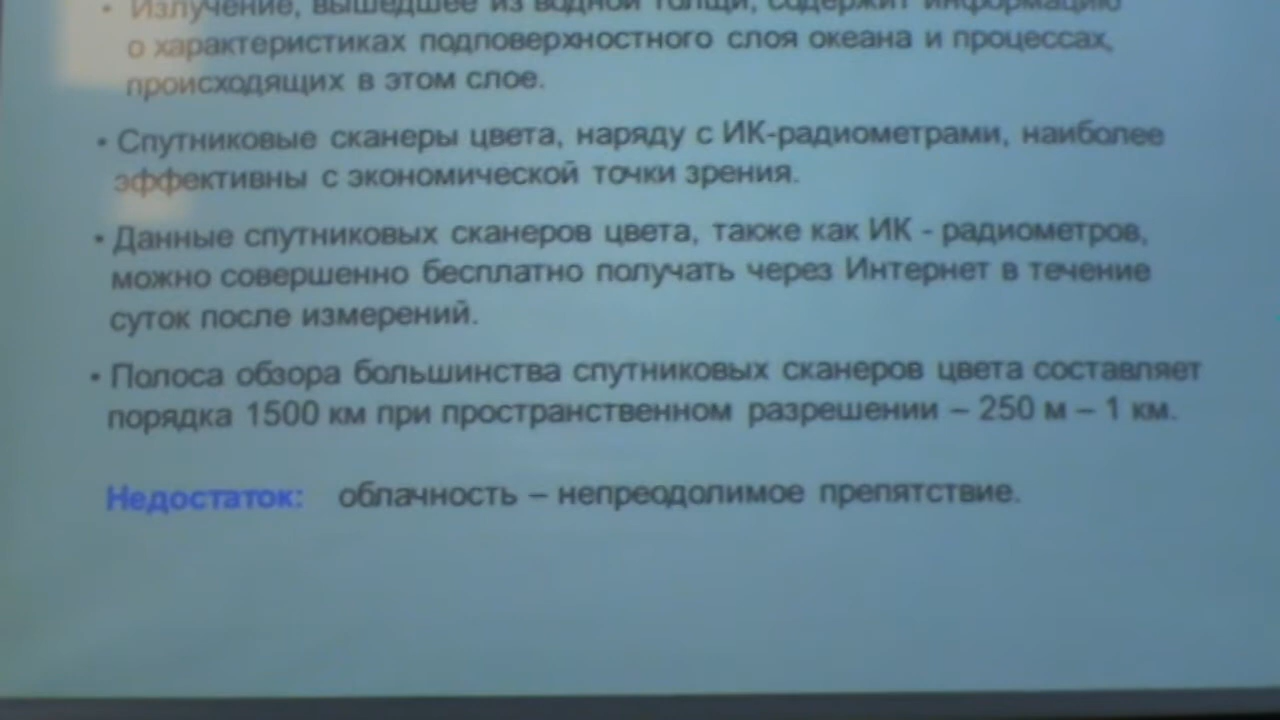 • Излучение, вышедшее из водной толщи, содержит информацию
о характеристиках подповерхностного слоя океана и процессах,
происходящих в этом слое.
• Спутниковые сканеры цвета, наряду с ИК-радиометрами, наиболее
эффективны с экономической точки зрения.
• Данные спутниковых сканеров цвета, также как ИК - радиометров,
можно совершенно бесплатно получать через Интернет в течение
суток после измерений.
• Полоса обзора большинства спутниковых сканеров цвета составляет
порядка 1500 км при пространственном разрешении – 250 м – 1 км.
Недостаток: облачность – непреодолимое препятствие.